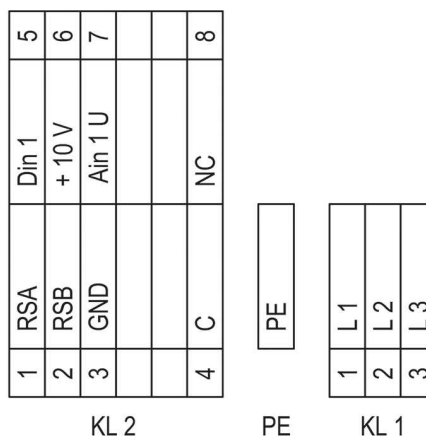 1 RSA Din 1 5
2 RSB + 10 V 6
3 GND Ain 1 U 7
4 C NC 8
KL 2
PE
PE
1 L 1
2 L 2
3 L 3
KL 1